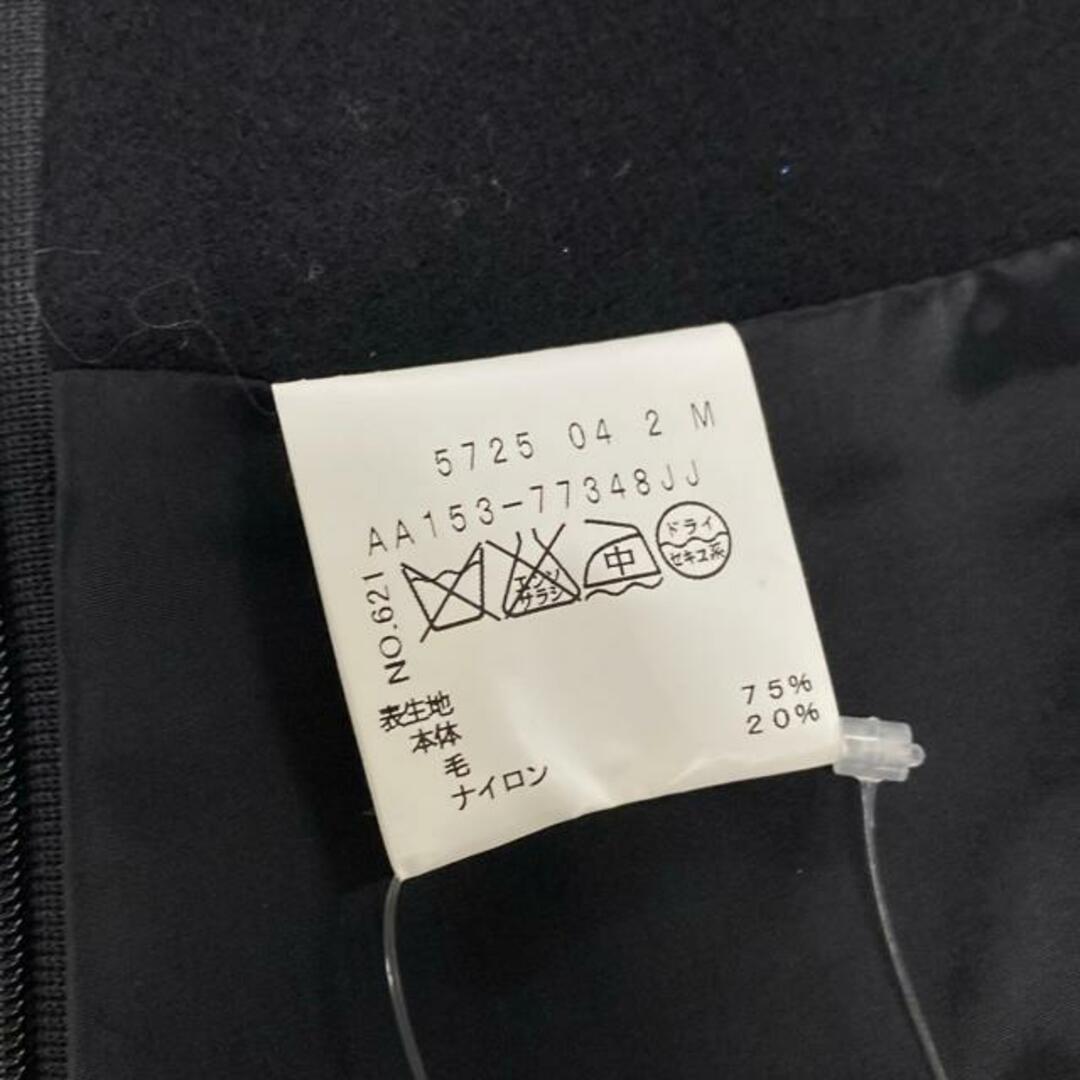 5725 04 2 M
AA153-77348JJ
NO.621
エンソ
サラシ
中
ドライ
セキユ系
表生地
本体
毛 75%
ナイロン 20%